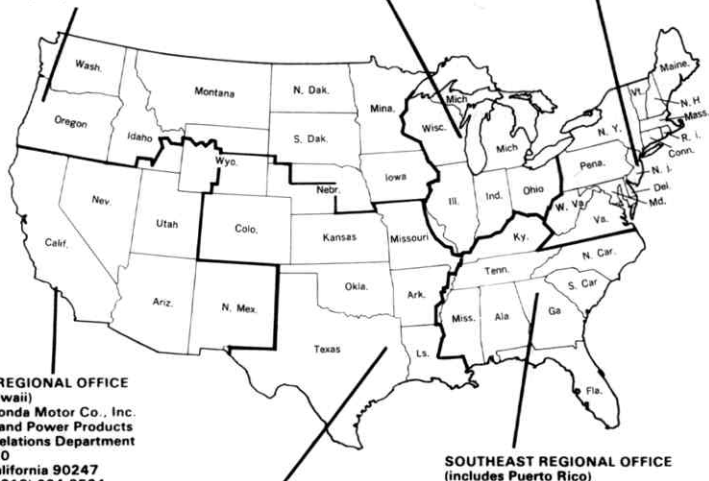 Wash.
Montana
N. Dak.
Mina.
Mich
Maine.
Vt.
N. H
Mass.
Oregon
Idaho
S. Dak.
Wisc.
Mich
N. Y.
R. i.
Conn.
Wyo.
Iowa
Pena.
N. j.
Nebr.
Ill.
Ind.
Ohio
Del.
Md.
Nev.
Utah
Colo.
W. Va
Va.
Calif.
Kansas
Missouri
Ky.
N. Car.
Tenn.
Okla.
Ark.
S. Car
Ariz.
N. Mex.
Miss.
Ala
Ga
Texas
Ls.
Fla.
REGIONAL OFFICE
waii)
onda Motor Co., Inc.
and Power Products
elations Department
0
lifornia 90247
SOUTHEAST REGIONAL OFFICE
(includes Puerto Rico)